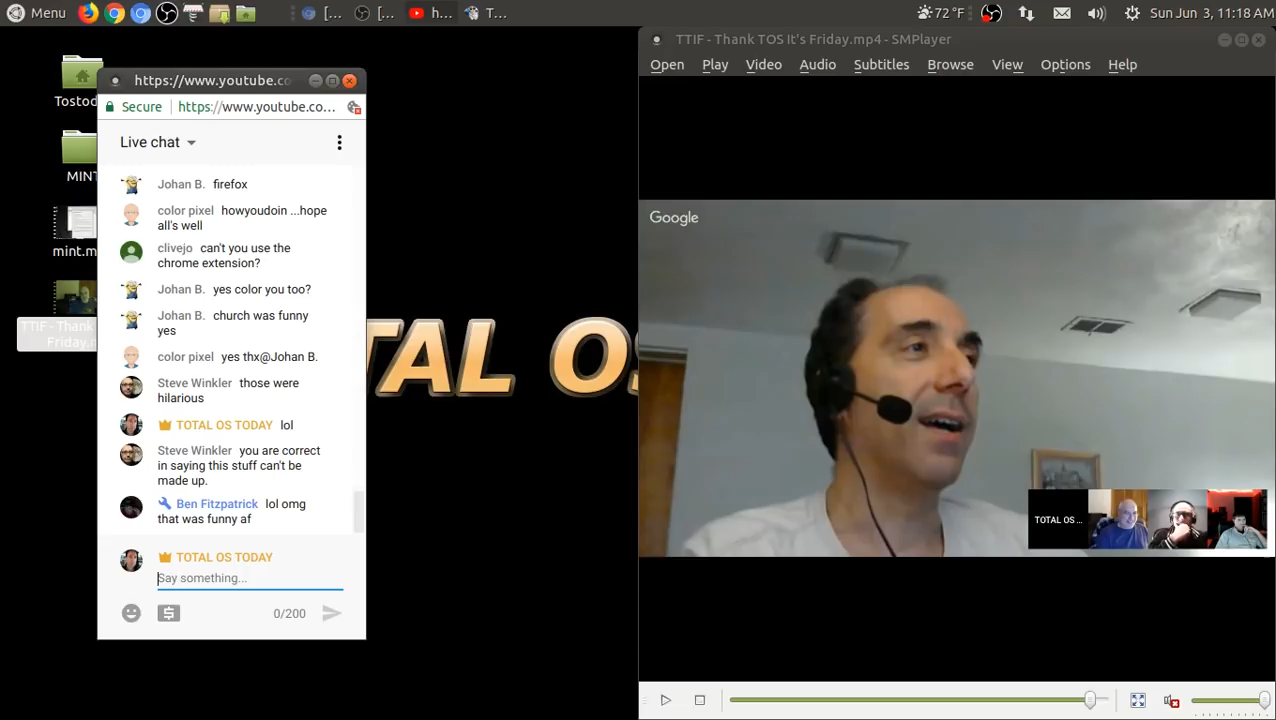 Menu
[...
[...
h...
T...
72 °F
Sun Jun 3, 11:18 AM
Tostod
MINT
mint.m
TTIF - Thank
Friday.m
TAL OS
https://www.youtube.co
Secure
https://www.youtube.co...
Live chat
Johan B. firefox
color pixel howyoudoin ...hope
all's well
clivejo can't you use the
chrome extension?
Johan B. yes color you too?
Johan B. church was funny
yes
color pixel yes thx@Johan B.
Steve Winkler those were
hilarious
TOTAL OS TODAY lol
Steve Winkler you are correct
in saying this stuff can't be
made up.
Ben Fitzpatrick lol omg
that was funny af
TOTAL OS TODAY
Say something...
0/200
TTIF - Thank TOS It's Friday.mp4 - SMPlayer
Open Play Video Audio Subtitles Browse View Options Help
Google
TOTAL OS ...